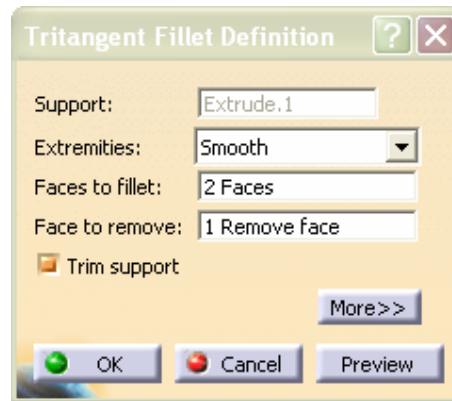 Tritangent Fillet Definition ?
Support: Extrude.1
Extremities: Smooth
Faces to fillet: 2 Faces
Face to remove: 1 Remove face
Trim support
More>>
OK Cancel Preview